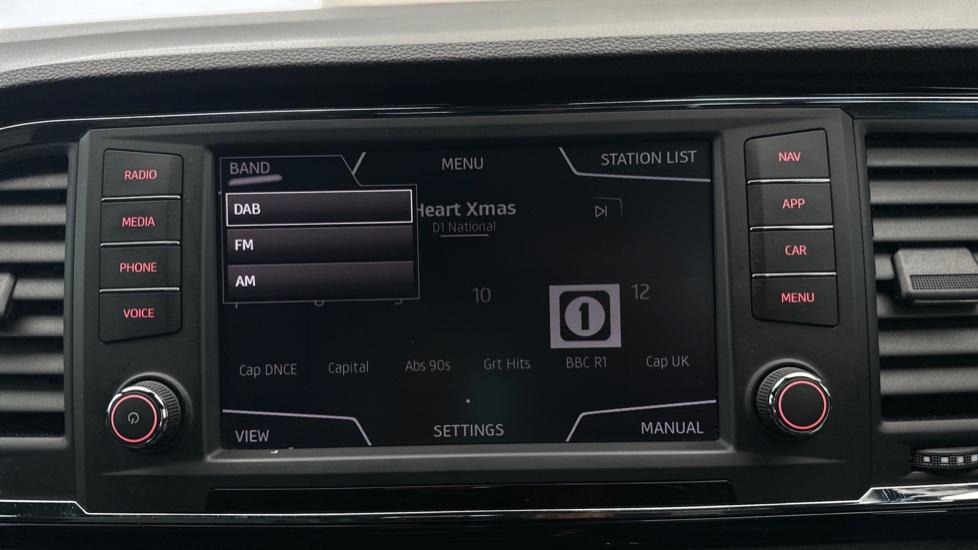 RADIO
MEDIA
PHONE
VOICE
BAND
MENU
STATION LIST
DAB
FM
AM
Heart Xmas
D1 National
10
1
12
Cap DNCE
Capital
Abs 90s
Grt Hits
BBC R1
Cap UK
VIEW
SETTINGS
MANUAL
NAV
APP
CAR
MENU